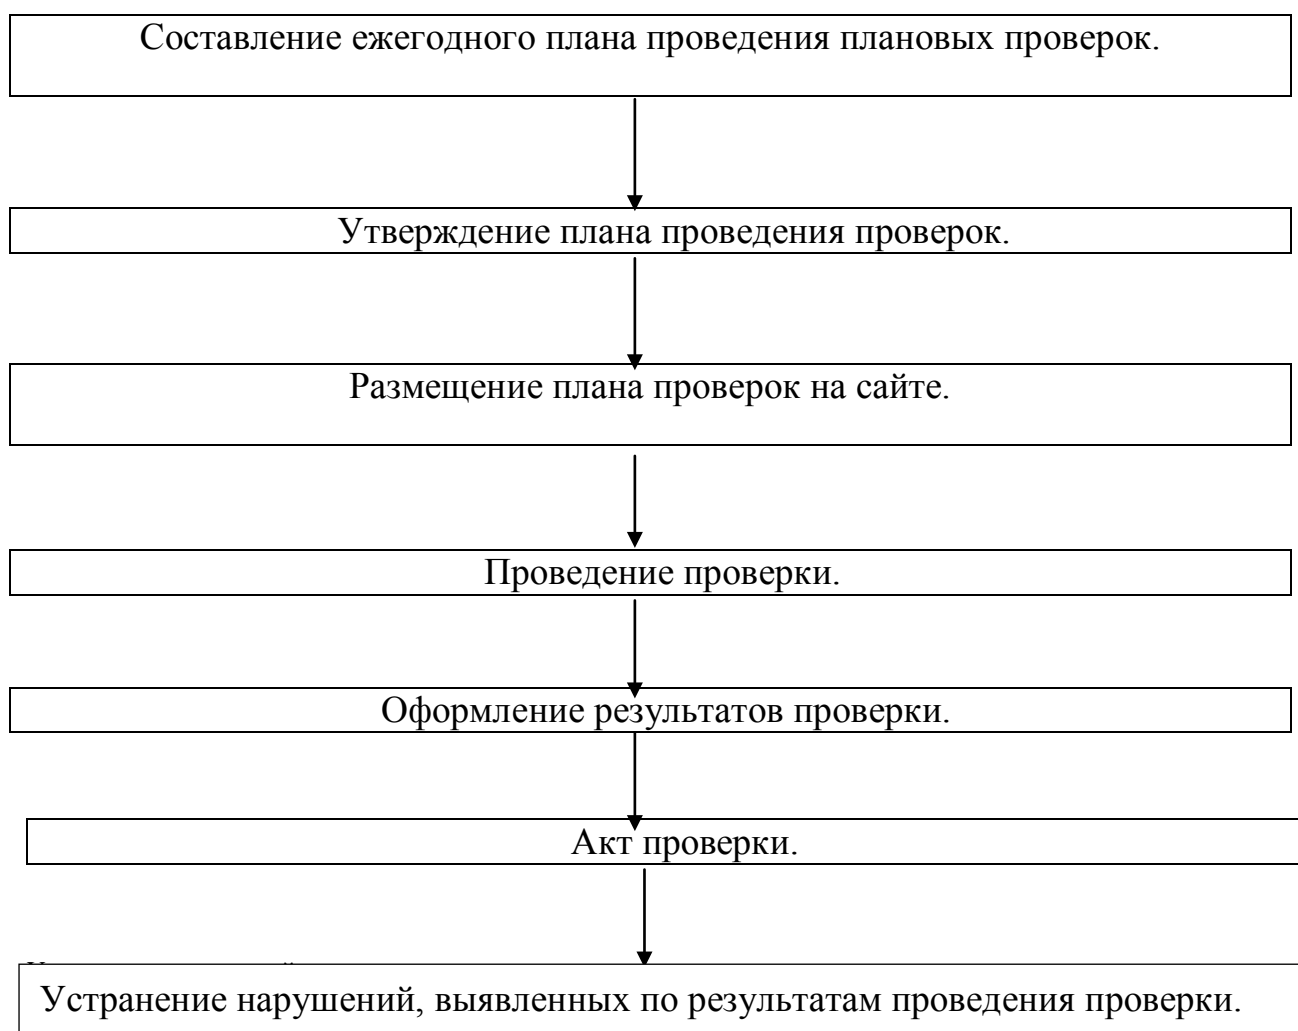 Составление ежегодного плана проведения плановых проверок.
Утверждение плана проведения проверок.
Размещение плана проверок на сайте.
Проведение проверки.
Оформление результатов проверки.
Акт проверки.
Устранение нарушений, выявленных по результатам проведения проверки.